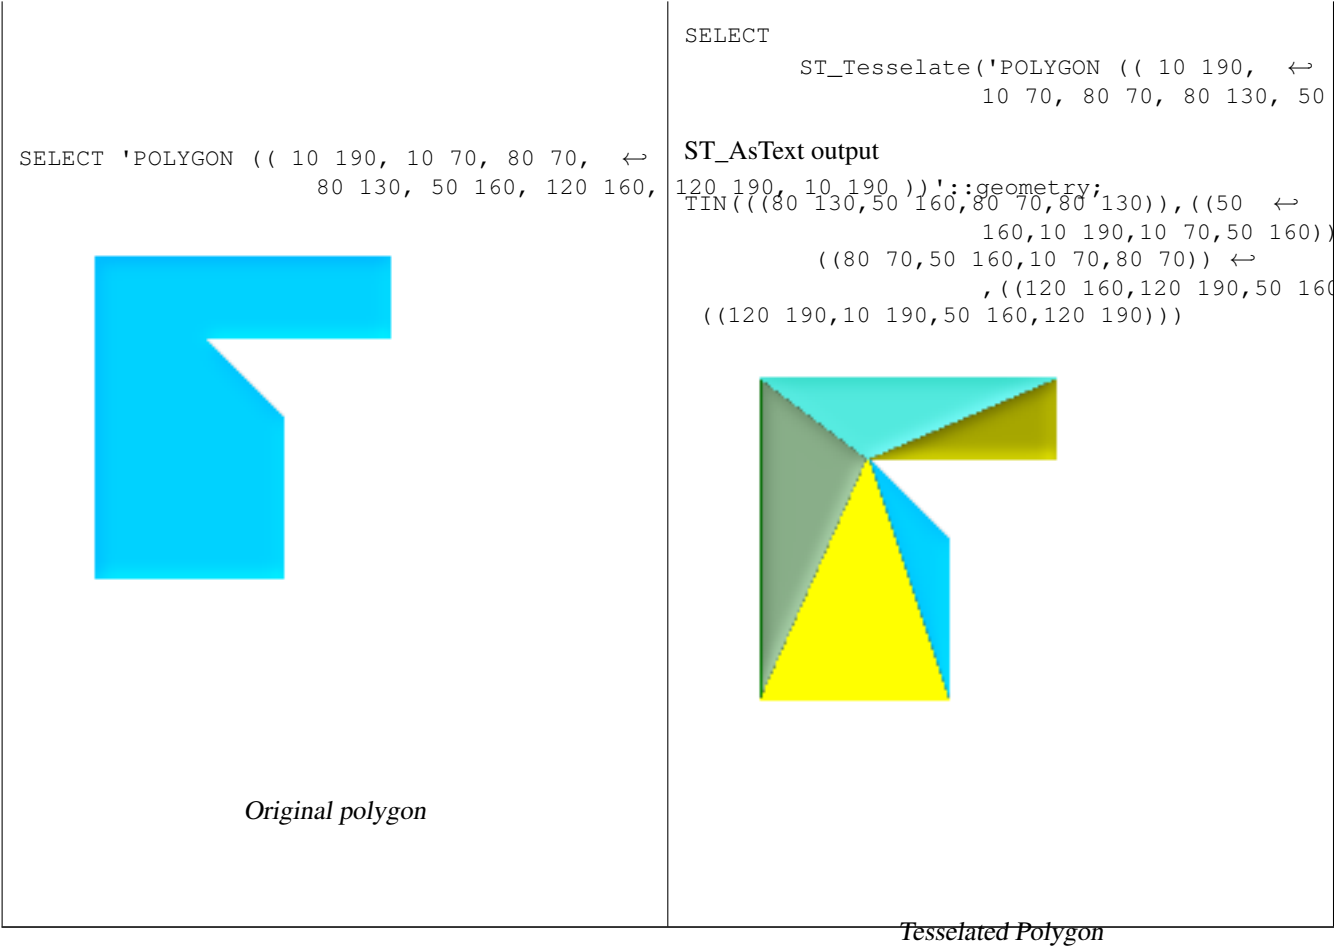 SELECT 'POLYGON (( 10 190, 10 70, 80 70, ↩
80 130, 50 160, 120 160, 120 190, 10 190 ))'::geometry;
Original polygon
SELECT
ST_Tesselate('POLYGON (( 10 190, ↩
10 70, 80 70, 80 130, 50
ST_AsText output
TIN(((80 130,50 160,80 70,80 130)),((50 ↩
160,10 190,10 70,50 160))
((80 70,50 160,10 70,80 70)) ↩
,((120 160,120 190,50 160
((120 190,10 190,50 160,120 190)))
Tesselated Polygon